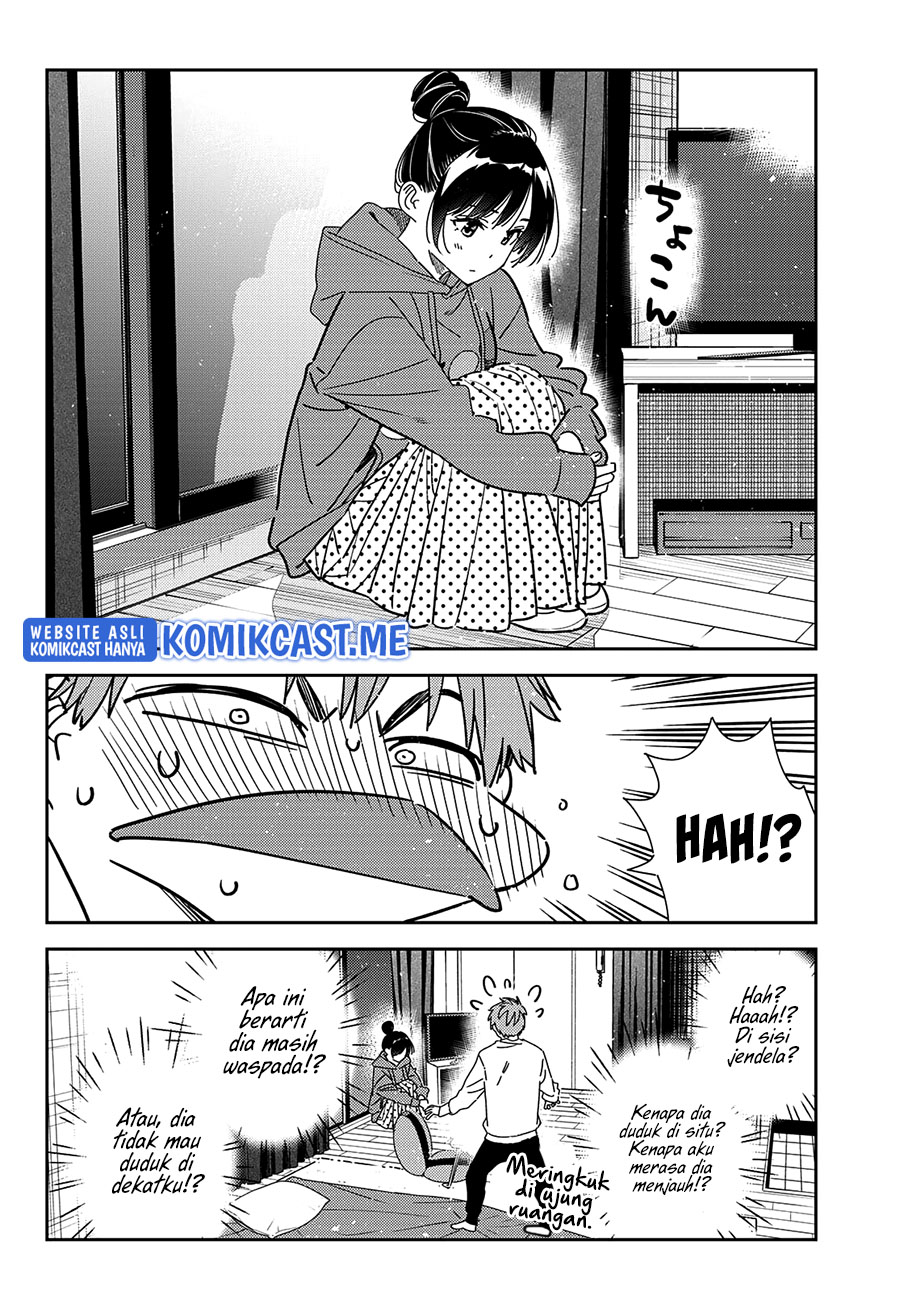 ちょこん
WEBSITE ASLI
KOMIKCAST HANYA
KOMIKCAST.ME
HAH!?
Hah?
Haaah!?
Di sisi
jendela?
Kenapa dia
duduk di situ?
Kenapa aku
merasa dia
menjauh!?
Apa ini
berarti
dia masih
waspada!?
Atau, dia
tidak mau
duduk di
dekatku!?
Meringkuk
di ujung
ruangan.